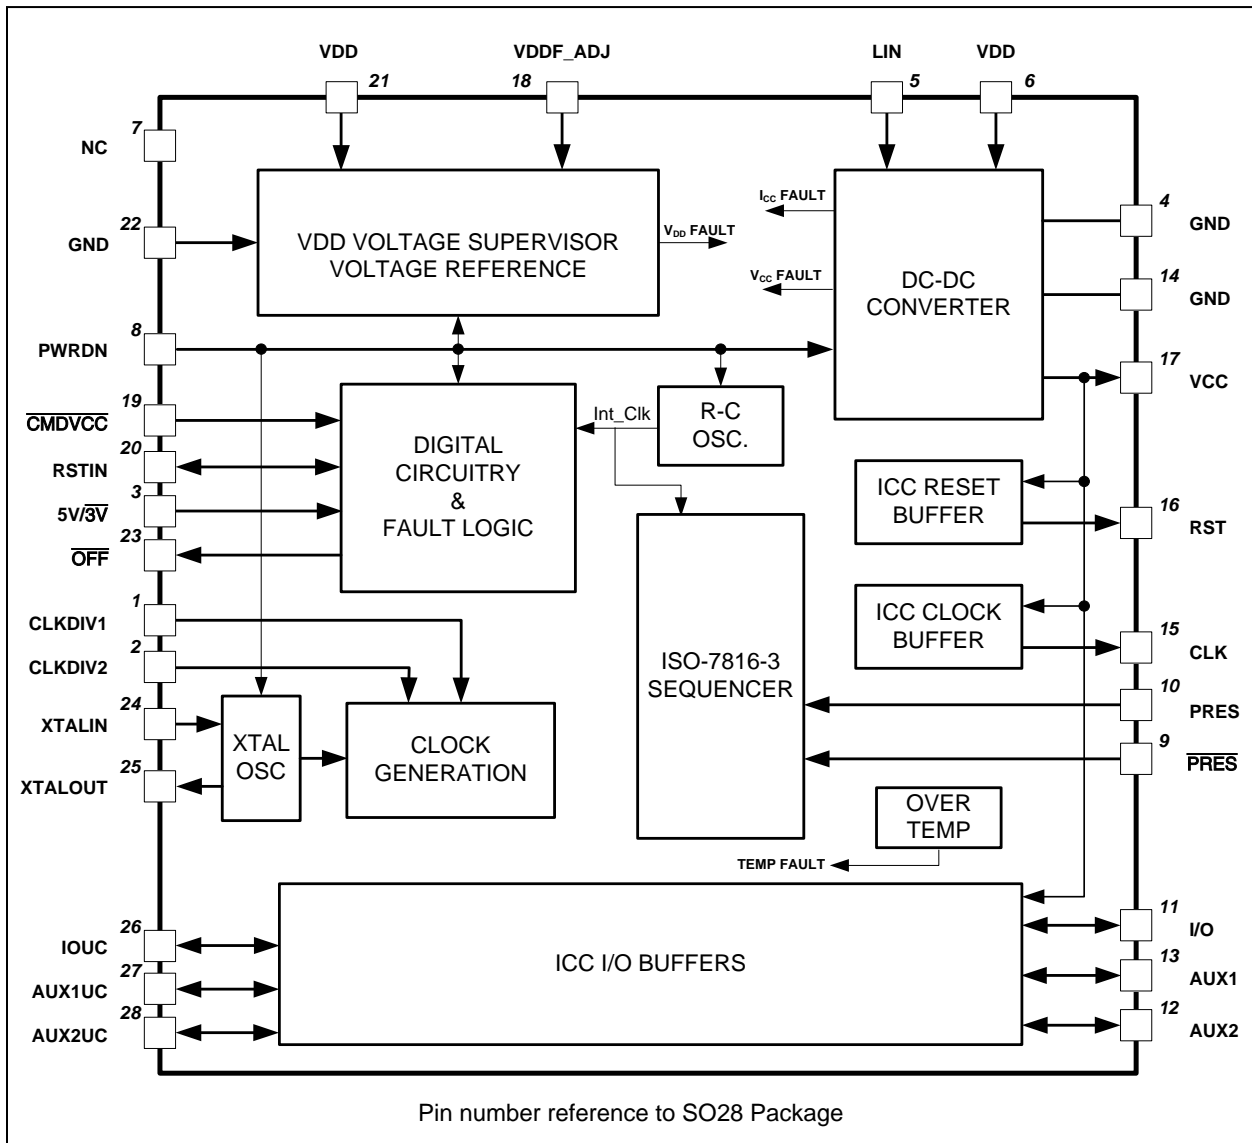 VDD
21
VDDF_ADJ
18
LIN
5
VDD
6
7
NC
22
GND
VDD VOLTAGE SUPERVISOR
VOLTAGE REFERENCE
VDD FAULT
ICC FAULT
VCC FAULT
DC-DC
CONVERTER
4
GND
14
GND
17
VCC
8
PWRDN
19
CMDVCC
20
RSTIN
3
5V/3V
23
OFF
DIGITAL
CIRCUITRY
&
FAULT LOGIC
Int_Clk
R-C
OSC.
ICC RESET
BUFFER
16
RST
ICC CLOCK
BUFFER
15
CLK
1
CLKDIV1
2
CLKDIV2
24
XTALIN
25
XTALOUT
XTAL
OSC
CLOCK
GENERATION
ISO-7816-3
SEQUENCER
10
PRES
9
PRES
OVER
TEMP
TEMP FAULT
26
IOUC
27
AUX1UC
28
AUX2UC
ICC I/O BUFFERS
11
I/O
13
AUX1
12
AUX2
Pin number reference to SO28 Package